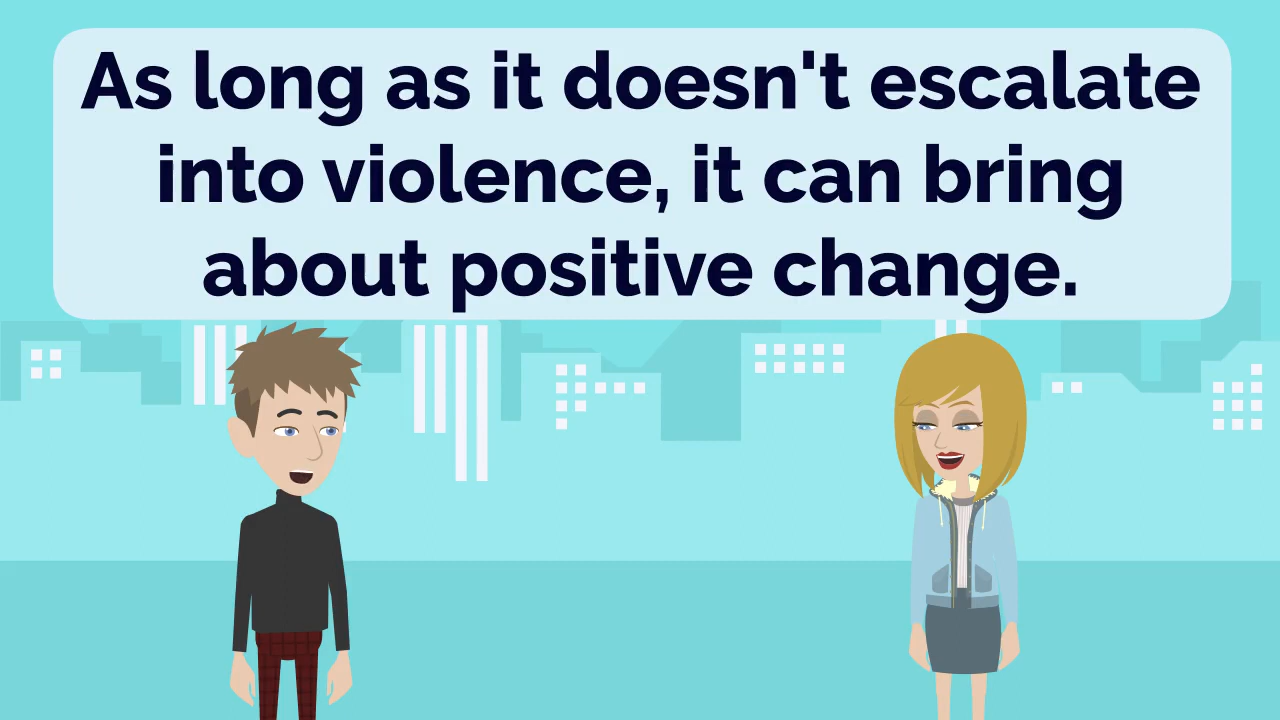 As long as it doesn't escalate
into violence, it can bring
about positive change.